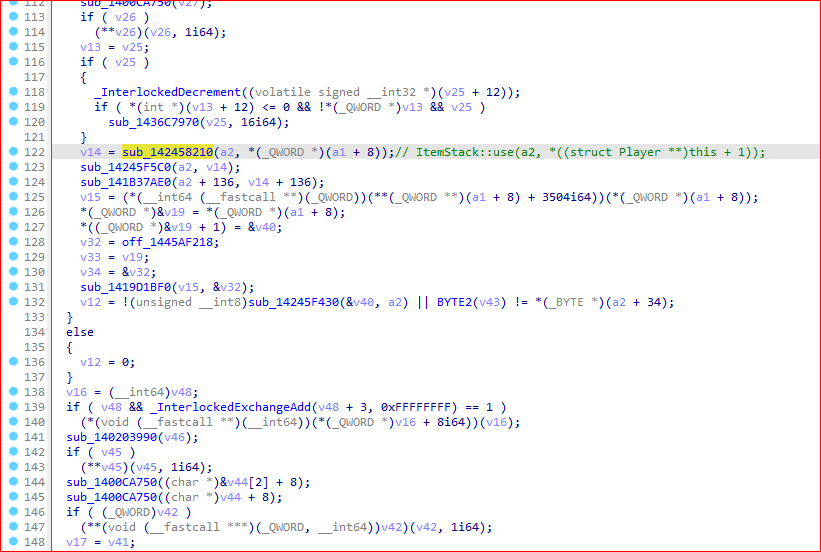 112 sub_1400CA750(v27);
113 if ( v26 )
114 (**v26)(v26, 1i64);
115 v13 = v25;
116 if ( v25 )
117 {
118 _InterlockedDecrement((volatile signed __int32 *)(v25 + 12));
119 if ( *(int *)(v13 + 12) <= 0 && !*(_QWORD *)v13 && v25 )
120 sub_1436C7970(v25, 16i64);
121 }
122 v14 = sub_142458210(a2, *(_QWORD *)(a1 + 8));// ItemStack::use(a2, *((struct Player **)this + 1));
123 sub_14245F5C0(a2, v14);
124 sub_141B37AE0(a2 + 136, v14 + 136);
125 v15 = (*(__int64 (__fastcall **)(_QWORD))(**(_QWORD **)(a1 + 8) + 3504i64))(*(_QWORD *)(a1 + 8));
126 *(_QWORD *)&v19 = *(_QWORD *)(a1 + 8);
127 *((_QWORD *)&v19 + 1) = &v40;
128 v32 = off_1445AF218;
129 v33 = v19;
130 v34 = &v32;
131 sub_1419D1BF0(v15, &v32);
132 v12 = !(unsigned __int8)sub_14245F430(&v40, a2) || BYTE2(v43) != *(_BYTE *)(a2 + 34);
133 }
134 else
135 {
136 v12 = 0;
137 }
138 v16 = (__int64)v48;
139 if ( v48 && _InterlockedExchangeAdd(v48 + 3, 0xFFFFFFFF) == 1 )
140 (*(void (__fastcall **)(__int64))(*(_QWORD *)v16 + 8i64))(v16);
141 sub_140203990(v46);
142 if ( v45 )
143 (**v45)(v45, 1i64);
144 sub_1400CA750((char *)&v44[2] + 8);
145 sub_1400CA750((char *)v44 + 8);
146 if ( (_QWORD)v42 )
147 (**(void (__fastcall ***)(_QWORD, __int64))v42)(v42, 1i64);
148 v17 = v41;